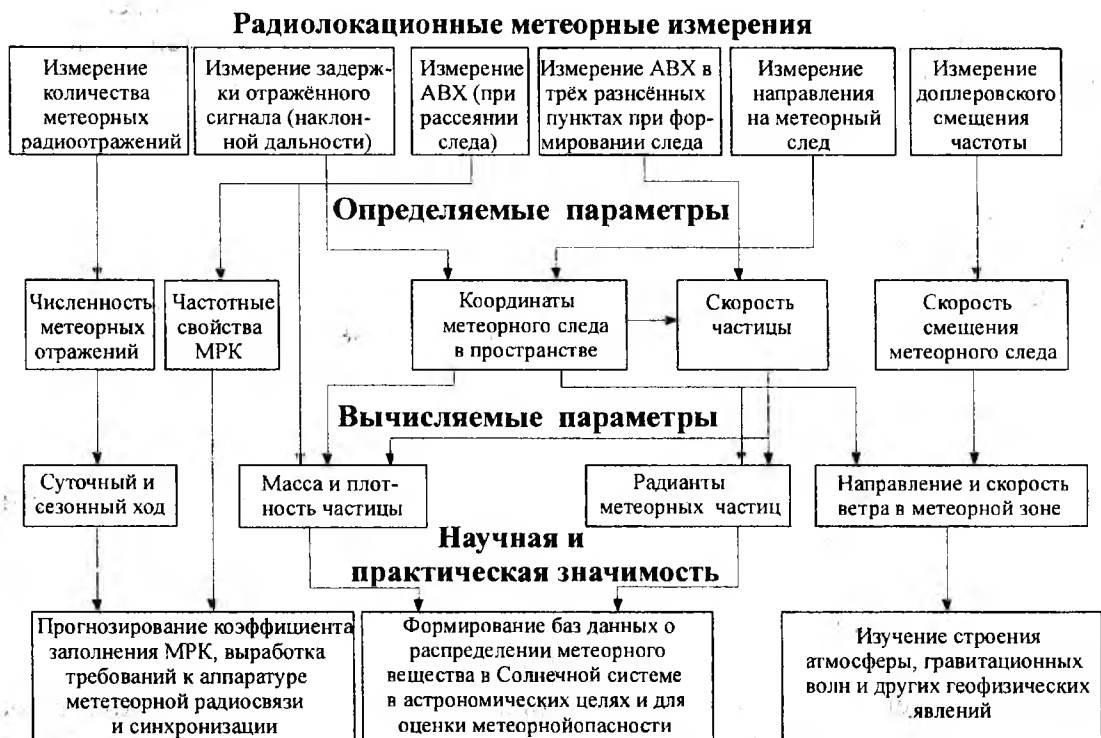 Радиолокационные метеорные измерения
Измерение
количества
метеорных
радиоотражений
Измерение задерж-
ки отражённого
сигнала (наклон-
ной дальности)
Измерение
АВХ (при
рассеянии
следа)
Измерение АВХ в
трёх разнсённых
пунктах при фор-
мировании следа
Измерение
направления
на метеорный
след
Измерение
доплеровского
смещения
частоты
Определяемые параметры
Численность
метеорных
отражений
Частотные
свойства
МРК
Координаты
метеорного следа
в пространстве
Скорость
частицы
Скорость
смещения
метеорного следа
Вычисляемые параметры
Суточный и
сезонный ход
Масса и плот-
ность частицы
Радианты
метеорных частиц
Направление и скорость
ветра в метеорной зоне
Научная и
практическая значимость
Прогнозирование коэффициента
заполнения МРК, выработка
требований к аппаратуре
мететеорной радиосвязи
и синхронизации
Формирование баз данных о
распределении метеорного
вещества в Солнечной системе
в астрономических целях и для
оценки метеорнойопасности
Изучение строения
атмосферы, гравитационных
волн и других геофизических
явлений